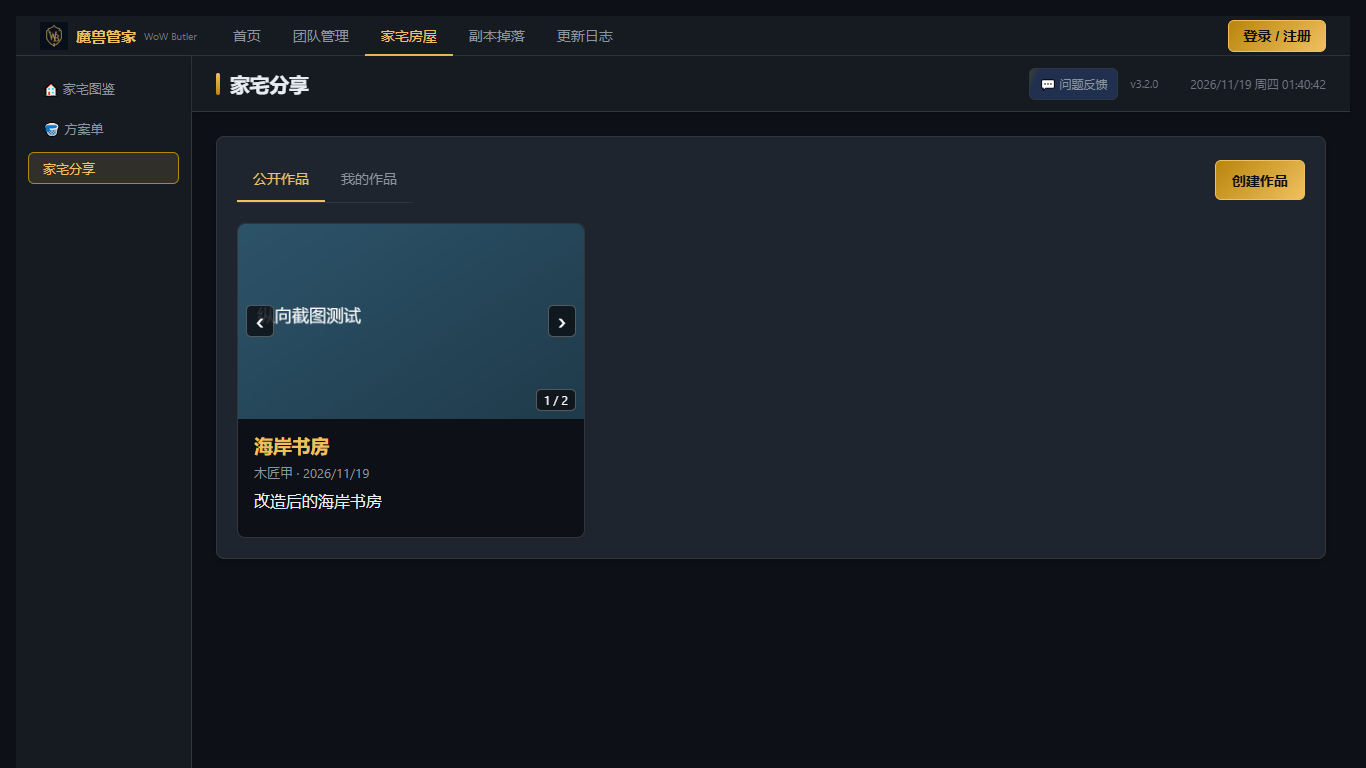 魔兽管家 WoW Butler 首页 团队管理 家宅房屋 副本掉落 更新日志 登录 / 注册
家宅图鉴
方案单
家宅分享
家宅分享 问题反馈 v3.2.0 2026/11/19 周四 01:40:42
公开作品 我的作品 创建作品
向截图测试
‹ ›
1 / 2
海岸书房
木匠甲 · 2026/11/19
改造后的海岸书房